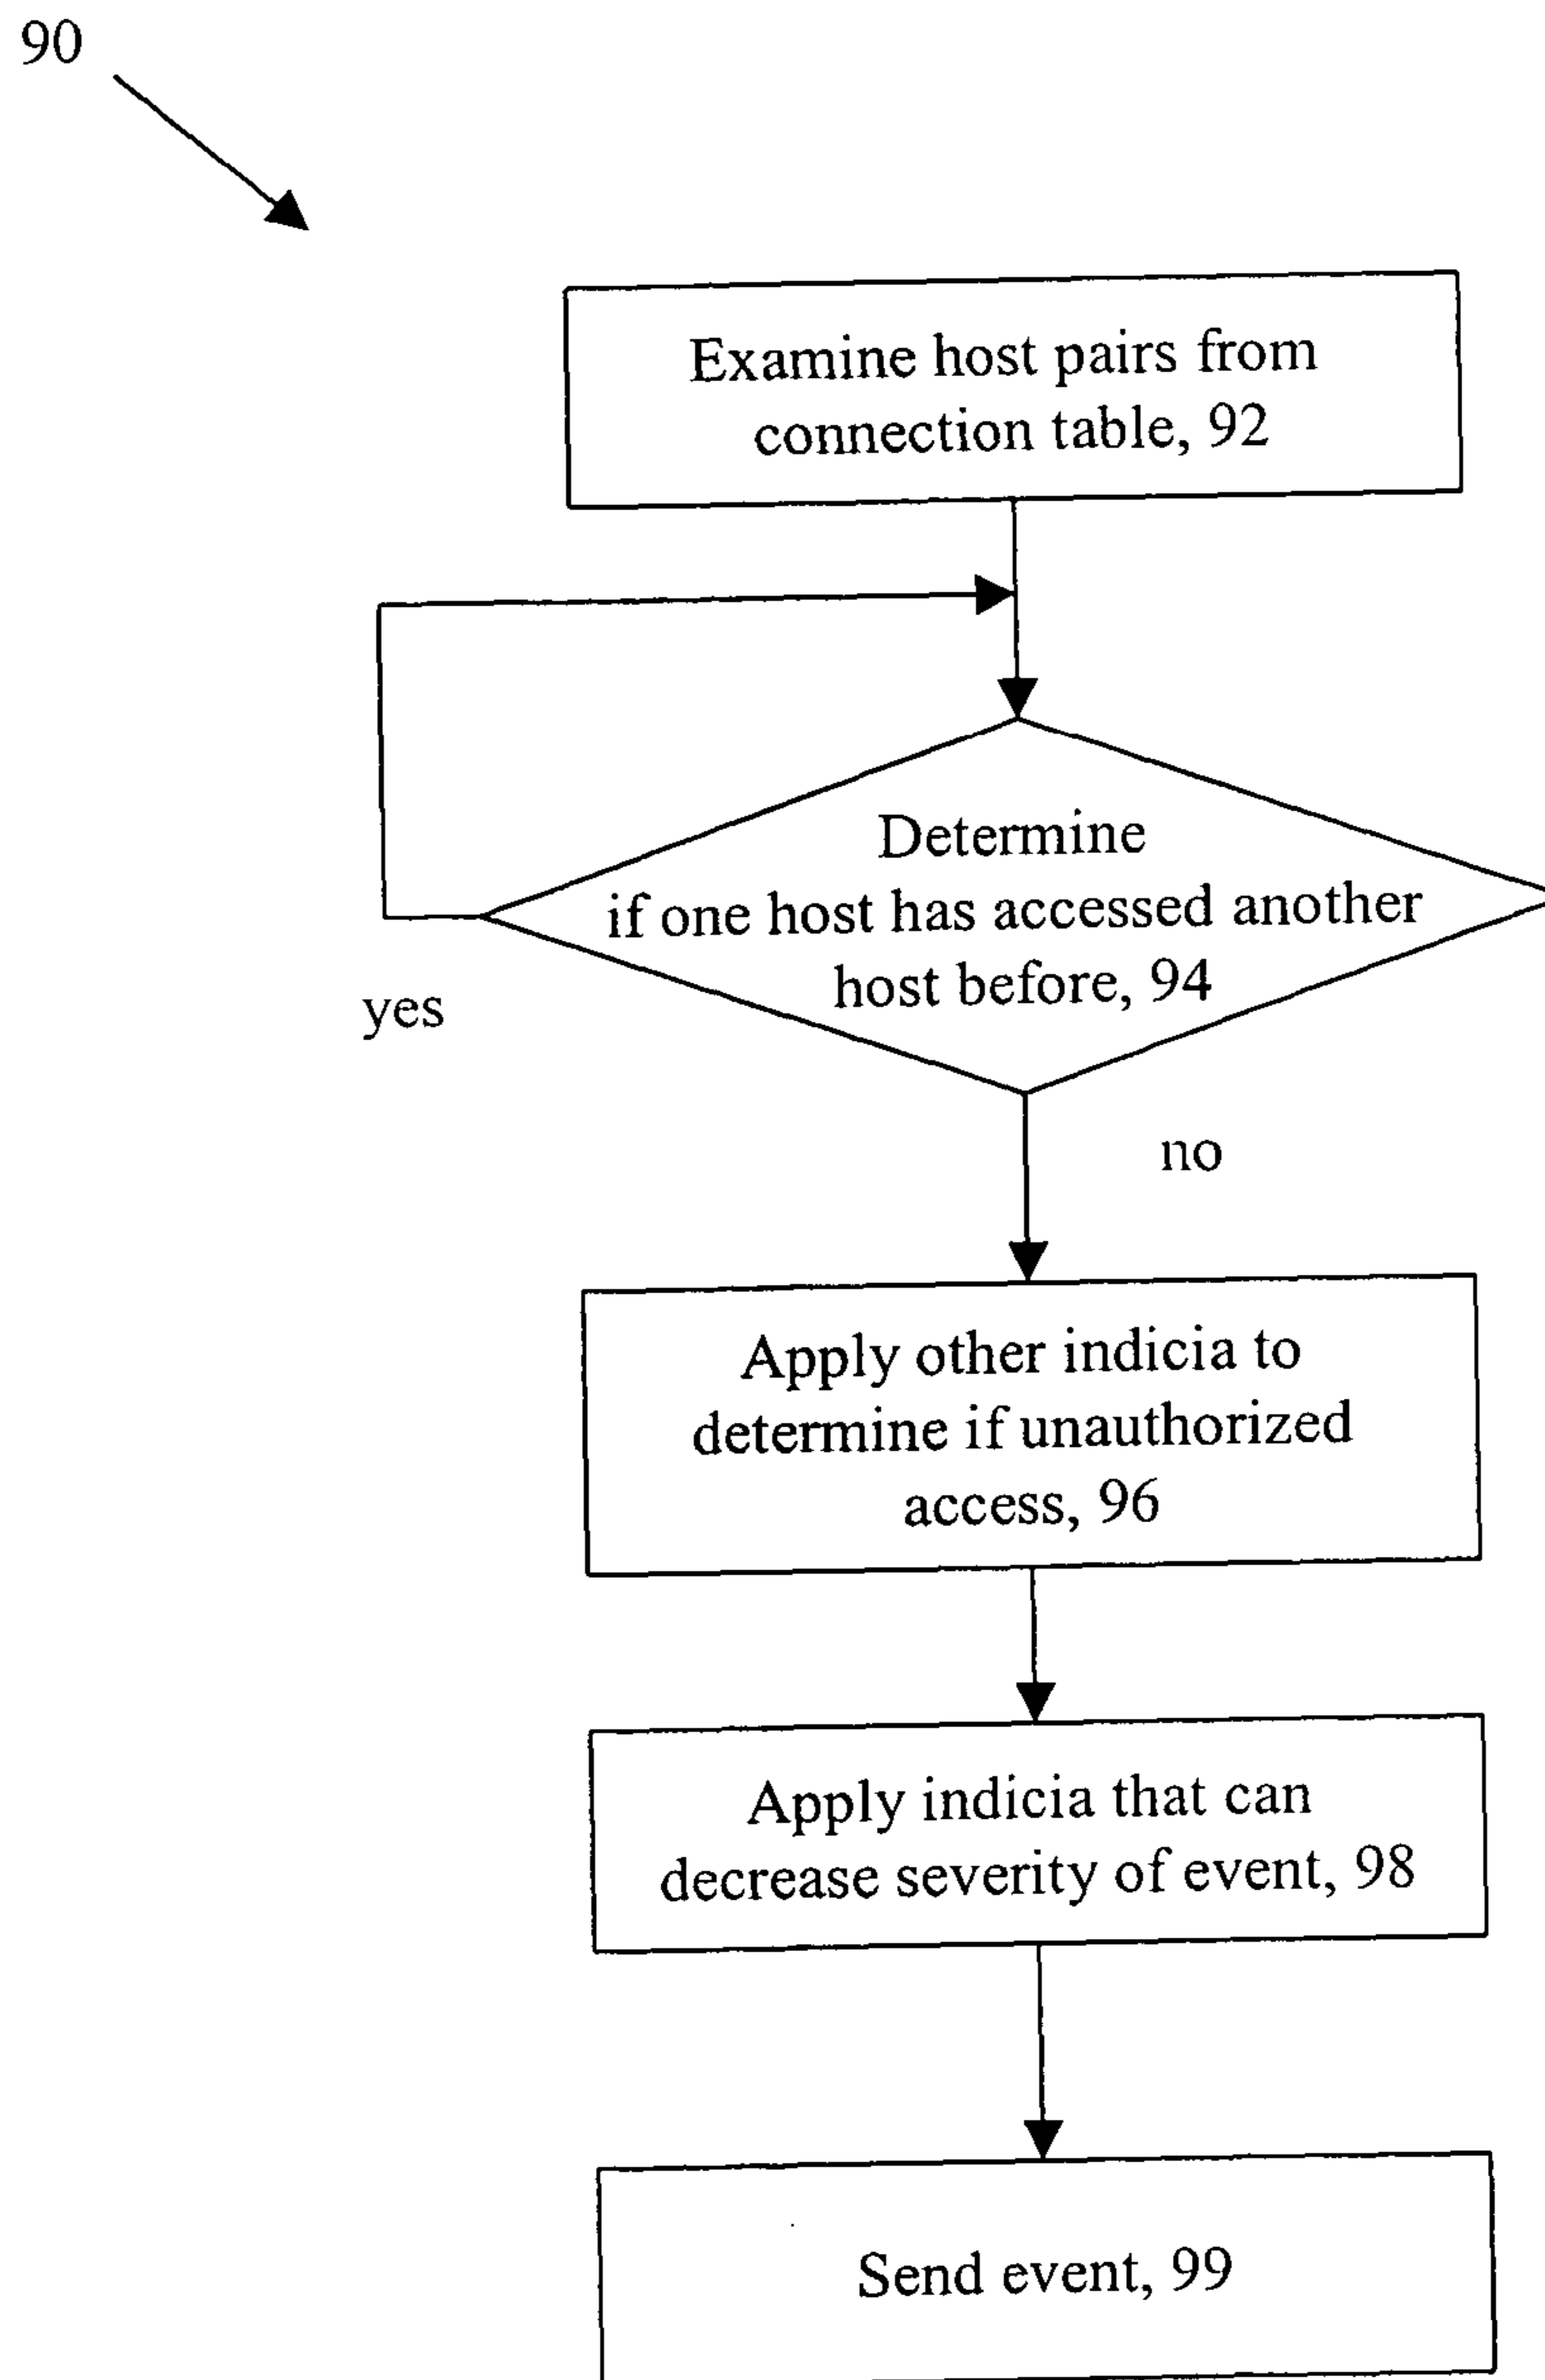 90
Examine host pairs from
connection table, 92
Determine
if one host has accessed another
host before, 94
yes
no
Apply other indicia to
determine if unauthorized
access, 96
Apply indicia that can
decrease severity of event, 98
Send event, 99